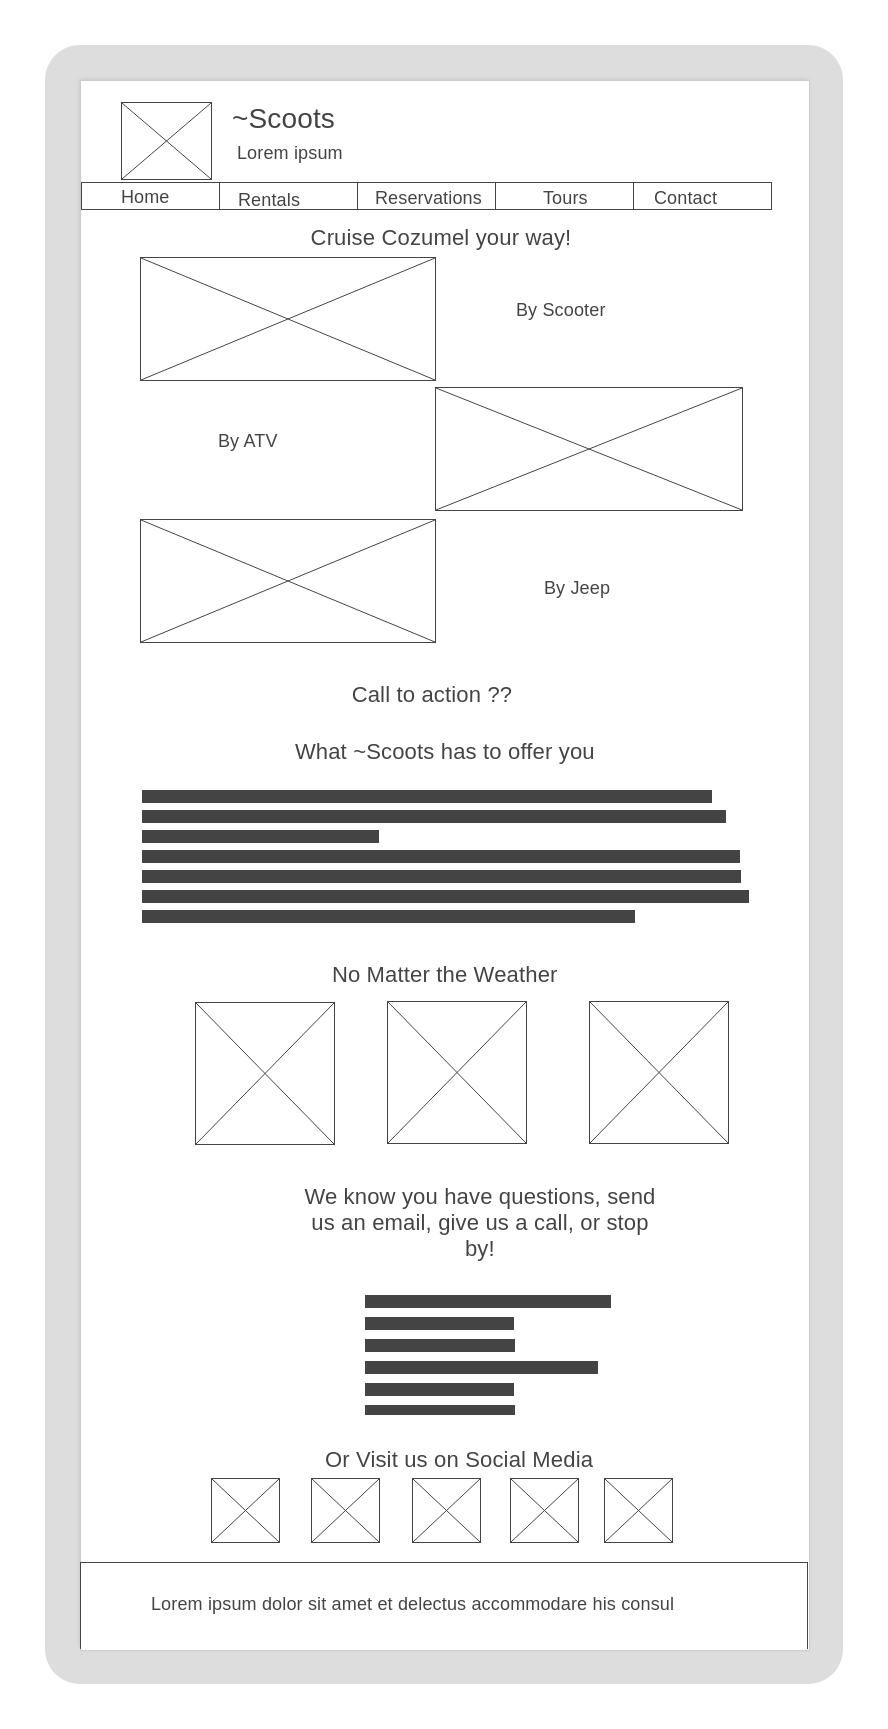 ~Scoots
Lorem ipsum
Home Rentals Reservations Tours Contact
Cruise Cozumel your way!
By Scooter
By ATV
By Jeep
Call to action ??
What ~Scoots has to offer you
No Matter the Weather
We know you have questions, send
us an email, give us a call, or stop
by!
Or Visit us on Social Media
Lorem ipsum dolor sit amet et delectus accommodare his consul